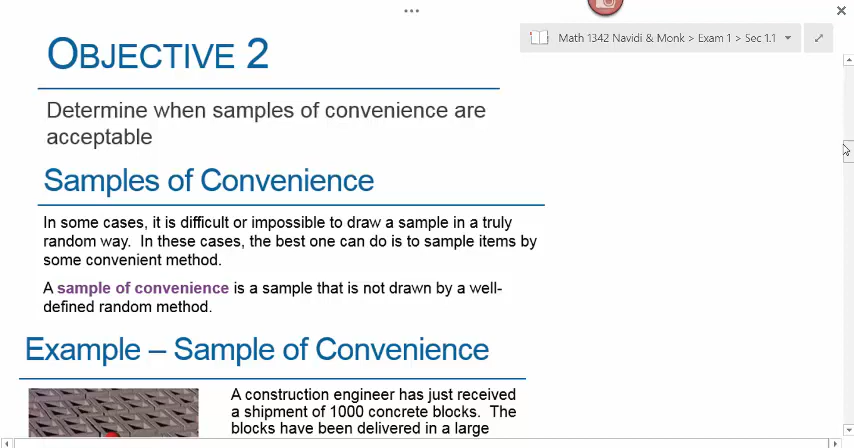 OBJECTIVE 2
Math 1342 Navidi & Monk > Exam 1 > Sec 1.1
Determine when samples of convenience are
acceptable
Samples of Convenience
In some cases, it is difficult or impossible to draw a sample in a truly
random way. In these cases, the best one can do is to sample items by
some convenient method.
A sample of convenience is a sample that is not drawn by a well-
defined random method.
Example – Sample of Convenience
A construction engineer has just received
a shipment of 1000 concrete blocks. The
blocks have been delivered in a large